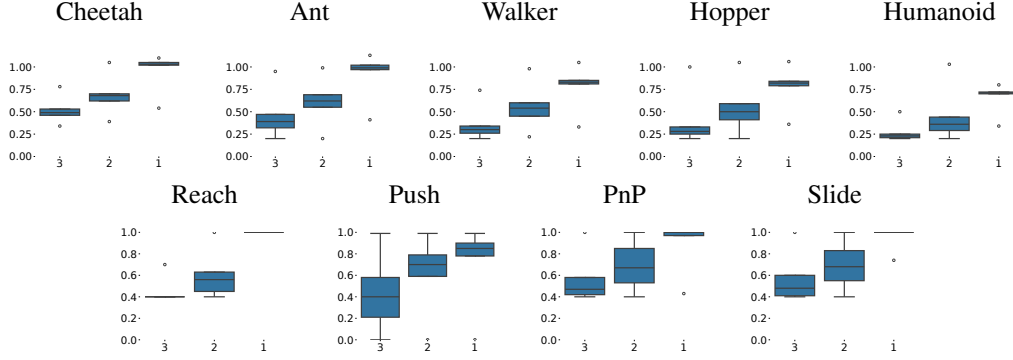 Cheetah Ant Walker Hopper Humanoid
1.00 1.00 1.00 1.00 1.00
0.75 0.75 0.75 0.75 0.75
0.50 0.50 0.50 0.50 0.50
0.25 0.25 0.25 0.25 0.25
0.00 0.00 0.00 0.00 0.00
3 2 1 3 2 1 3 2 1 3 2 1 3 2 1
Reach Push PnP Slide
1.0 1.0 1.0 1.0
0.8 0.8 0.8 0.8
0.6 0.6 0.6 0.6
0.4 0.4 0.4 0.4
0.2 0.2 0.2 0.2
0.0 0.0 0.0 0.0
3 2 1 3 2 1 3 2 1 3 2 1